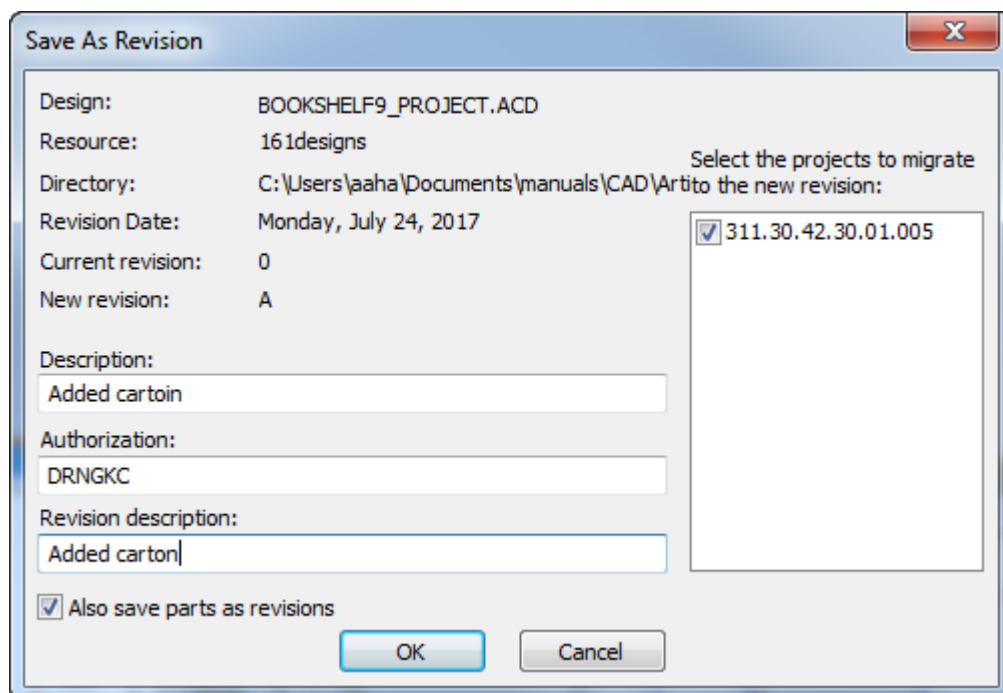 Save As Revision
Design: BOOKSHELF9_PROJECT.ACD
Resource: 161designs
Directory: C:\Users\aaha\Documents\manuals\CAD\Arti
Revision Date: Monday, July 24, 2017
Current revision: 0
New revision: A
Description:
Added cartoin
Authorization:
DRNGKC
Revision description:
Added carton
Also save parts as revisions
Select the projects to migrate
to the new revision:
311.30.42.30.01.005
OK
Cancel